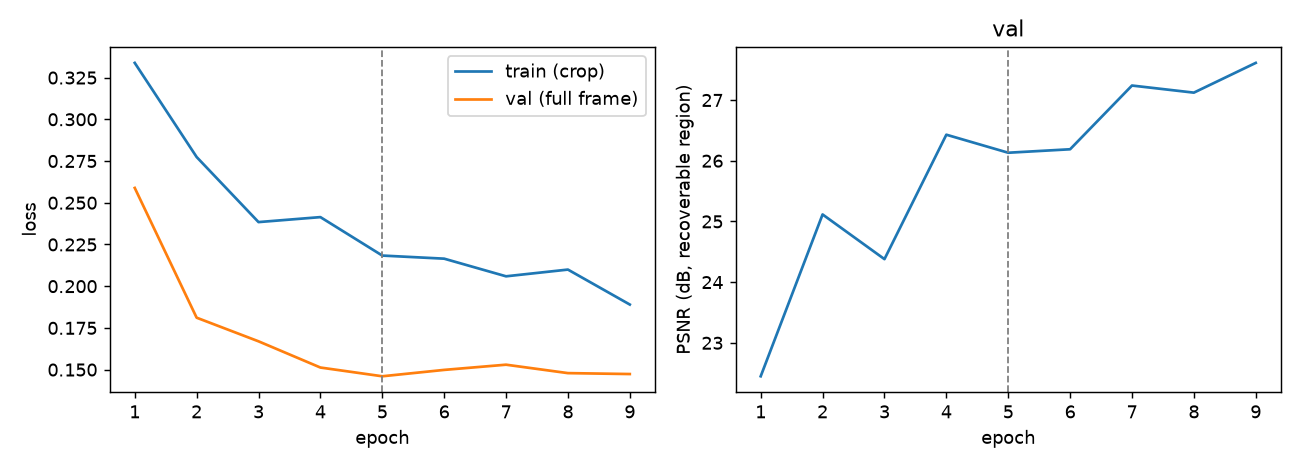 0.325
0.300
0.275
0.250
0.225
0.200
0.175
0.150
loss
train (crop)
val (full frame)
1 2 3 4 5 6 7 8 9
epoch
val
27
26
25
24
23
PSNR (dB, recoverable region)
1 2 3 4 5 6 7 8 9
epoch